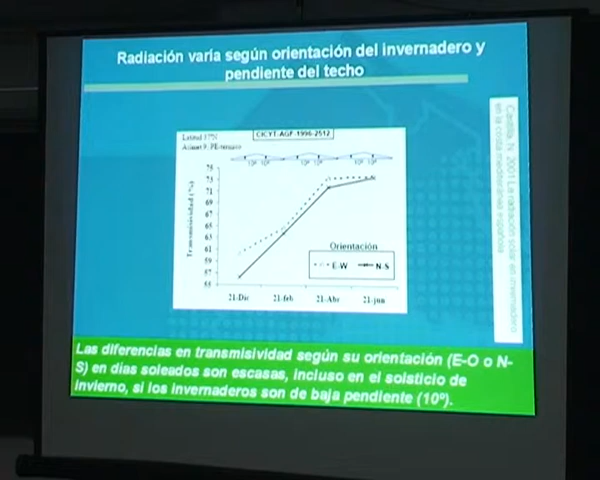 Radiación varía según orientación del invernadero y
pendiente del techo
Latitud 37ºN
CICYT-AGF-1996-2512
Transmisividad (%)
75
73
71
69
67
65
63
61
59
57
55
Orientación
E-W
N-S
21-Dic
21-feb
21-Abr
21-jun
Castilla, N. 2001 La radiación solar en invernadero
en la costa mediterránea española
Las diferencias en transmisividad según su orientación (E-O o N-
S) en días soleados son escasas, incluso en el solsticio de
invierno, si los invernaderos son de baja pendiente (10º).